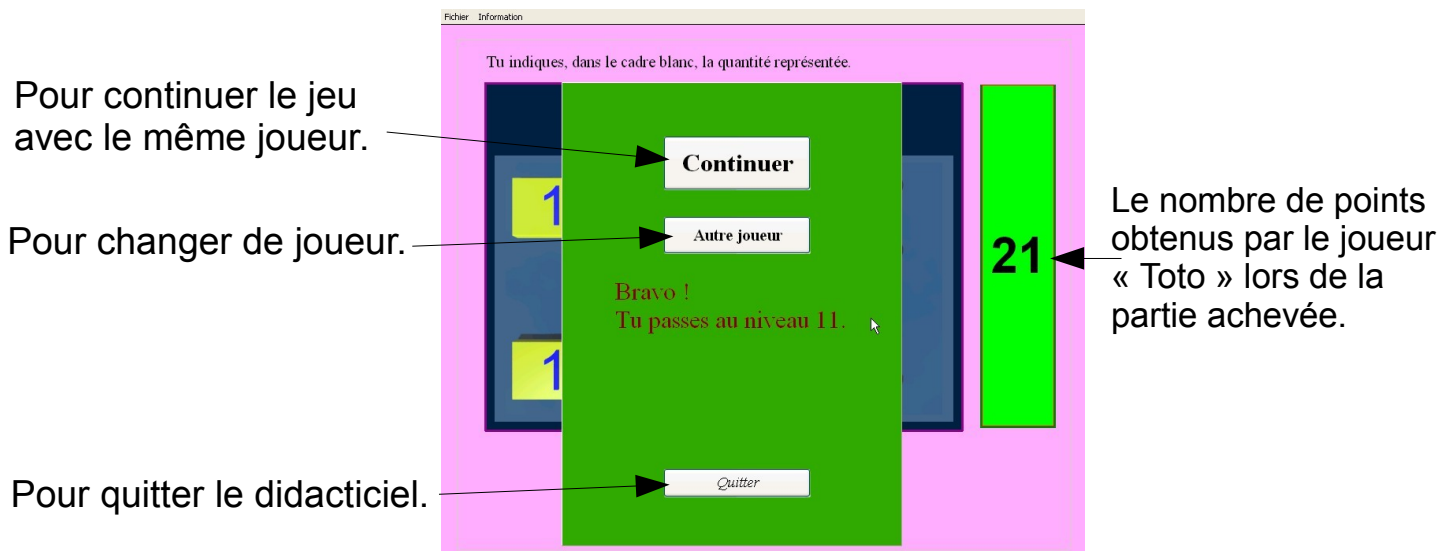 Fichier Information
Tu indiques, dans le cadre blanc, la quantité représentée.
Pour continuer le jeu
avec le même joueur.
Continuer
1
Pour changer de joueur.
Autre joueur
21
Le nombre de points
obtenus par le joueur
« Toto » lors de la
partie achevée.
Bravo !
Tu passes au niveau 11.
1
Pour quitter le didacticiel.
Quitter